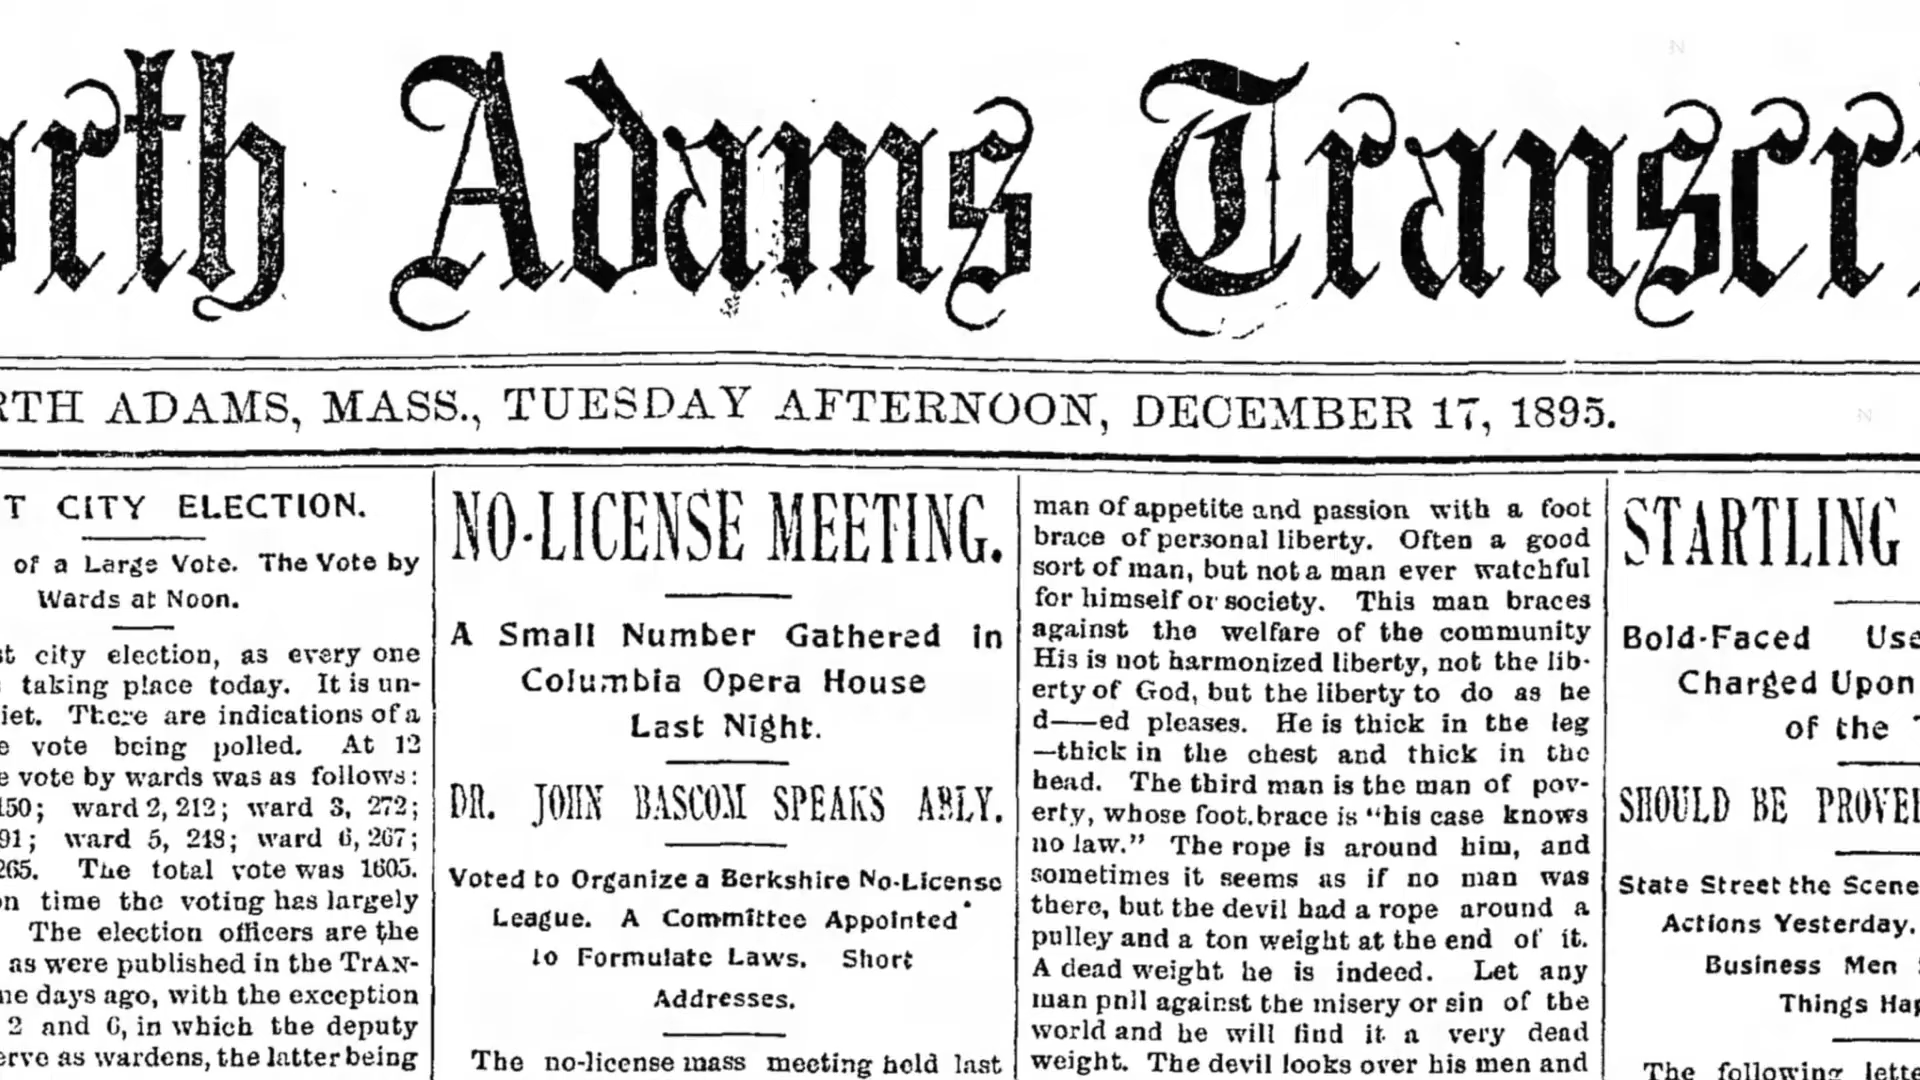 orth Adams Transcri
RTH ADAMS, MASS., TUESDAY AFTERNOON, DECEMBER 17, 1895.
T CITY ELECTION.
of a Large Vote. The Vote by
Wards at Noon.
st city election, as every one
taking place today. It is un-
iet. There are indications of a
e vote being polled. At 12
e vote by wards was as follows:
150; ward 2, 212; ward 3, 272;
91; ward 5, 248; ward 6, 267;
265. The total vote was 1605.
on time the voting has largely
The election officers are the
as were published in the TRAN-
me days ago, with the exception
2 and 6, in which the deputy
erve as wardens, the latter being
NO-LICENSE MEETING.
A Small Number Gathered in
Columbia Opera House
Last Night.
DR. JOHN BASCOM SPEAKS ABLY.
Voted to Organize a Berkshire No-License
League. A Committee Appointed
to Formulate Laws. Short
Addresses.
The no-license mass meeting held last
man of appetite and passion with a foot
brace of personal liberty. Often a good
sort of man, but not a man ever watchful
for himself or society. This man braces
against the welfare of the community
His is not harmonized liberty, not the lib-
erty of God, but the liberty to do as he
d——ed pleases. He is thick in the leg
—thick in the chest and thick in the
head. The third man is the man of pov-
erty, whose foot.brace is "his case knows
no law." The rope is around him, and
sometimes it seems as if no man was
there, but the devil had a rope around a
pulley and a ton weight at the end of it.
A dead weight he is indeed. Let any
man pull against the misery or sin of the
world and he will find it a very dead
weight. The devil looks over his men and
STARTLING
Bold-Faced Use
Charged Upon
of the
SHOULD BE PROVE
State Street the Scene
Actions Yesterday.
Business Men
Things Hap
The following lette